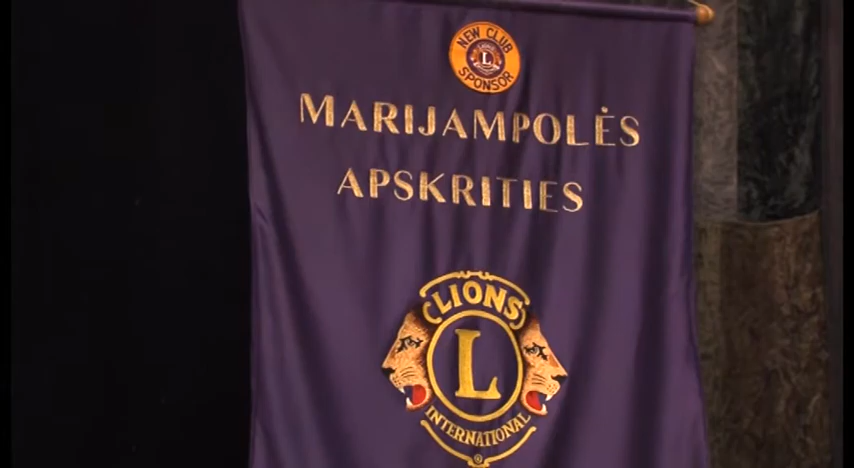 NEW CLUB
L
SPONSOR
MARIJAMPOLĖS
APSKRITIES
LIONS
L
INTERNATIONAL
®